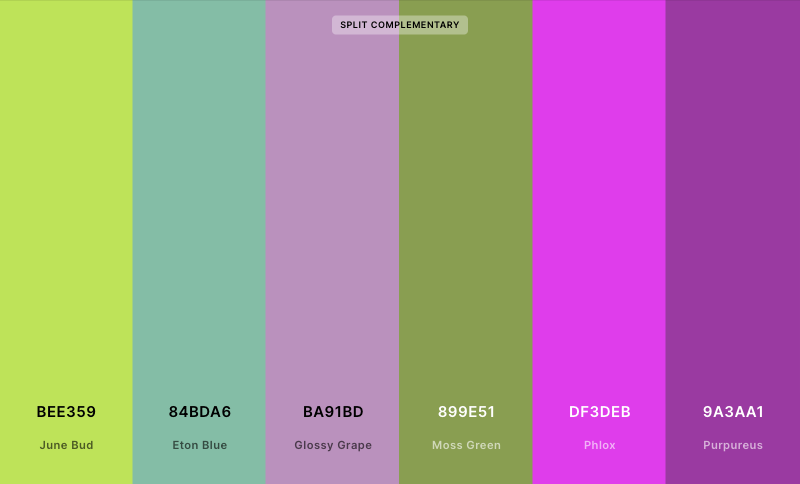 SPLIT COMPLEMENTARY
BEE359
84BDA6
BA91BD
899E51
DF3DEB
9A3AA1
June Bud
Eton Blue
Glossy Grape
Moss Green
Phlox
Purpureus